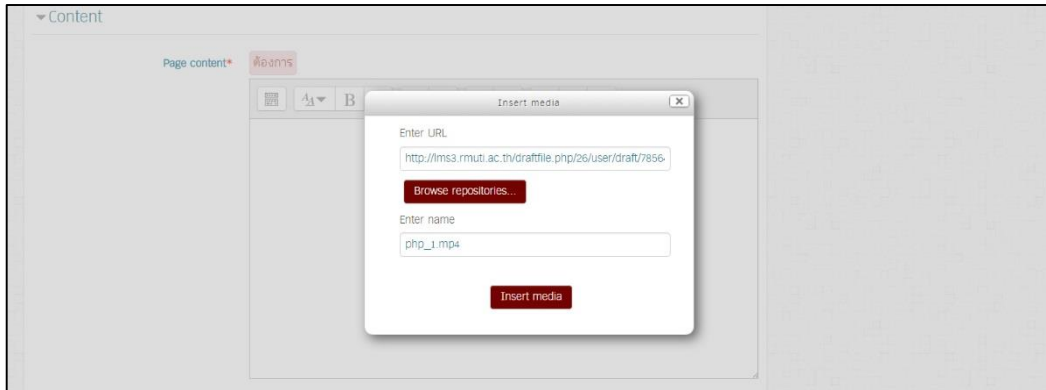 Content
Page content* ต้องการ
B
Insert media
Enter URL
http://lms3.rmuti.ac.th/draftfile.php/26/user/draft/7856
Browse repositories...
Enter name
php_1.mp4
Insert media